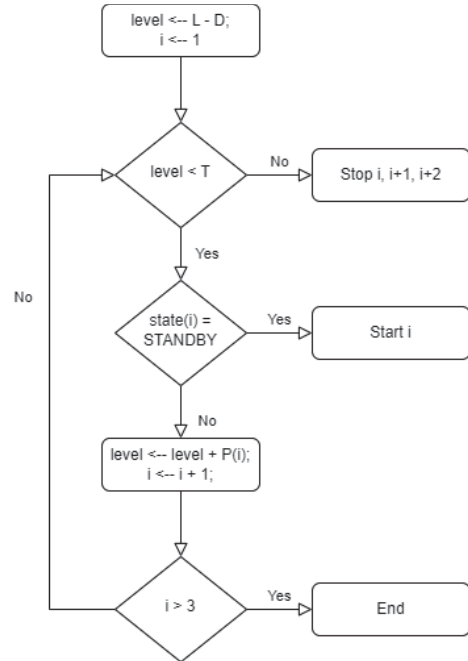 level <-- L - D;
i <-- 1
level < T
No
Stop i, i+1, i+2
Yes
No
state(i) =
STANDBY
Yes
Start i
No
level <-- level + P(i);
i <-- i + 1;
i > 3
Yes
End